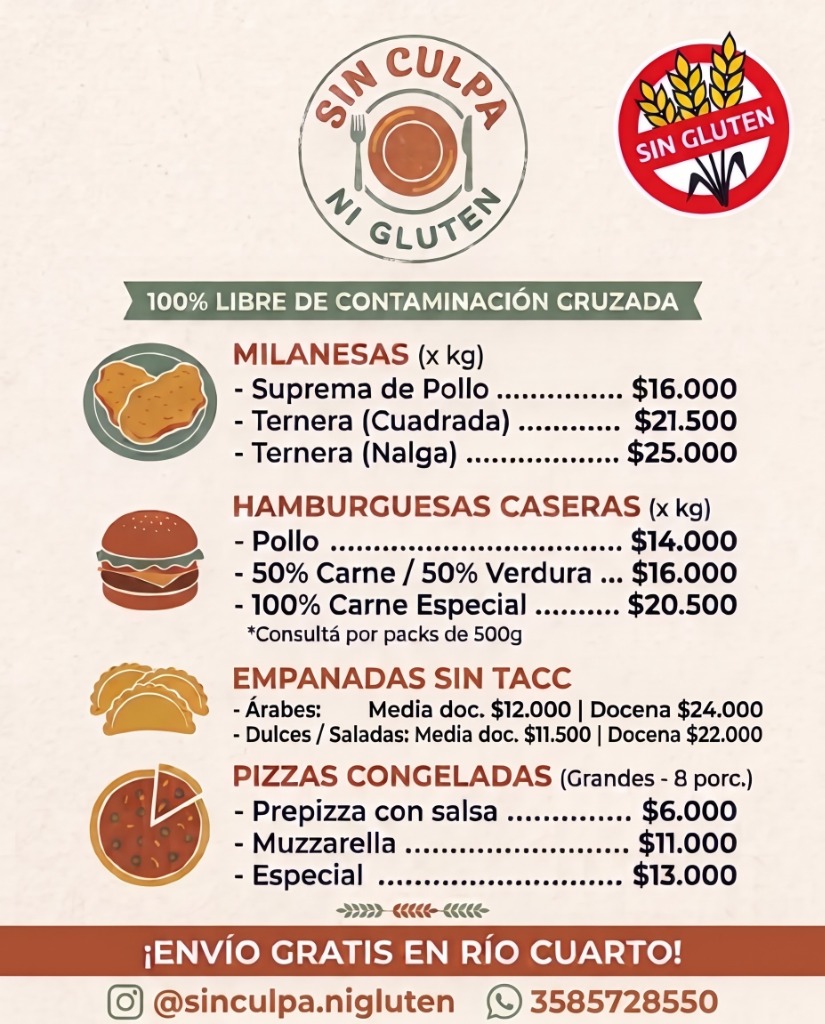 SIN CULPA
NI GLUTEN
SIN GLUTEN
100% LIBRE DE CONTAMINACIÓN CRUZADA
MILANESAS (x kg)
- Suprema de Pollo .............. $16.000
- Ternera (Cuadrada) ............ $21.500
- Ternera (Nalga) .................. $25.000
HAMBURGUESAS CASERAS (x kg)
- Pollo .................................. $14.000
- 50% Carne / 50% Verdura ... $16.000
- 100% Carne Especial .......... $20.500
*Consultá por packs de 500g
EMPANADAS SIN TACC
- Árabes: Media doc. $12.000 | Docena $24.000
- Dulces / Saladas: Media doc. $11.500 | Docena $22.000
PIZZAS CONGELADAS (Grandes - 8 porc.)
- Prepizza con salsa ............... $6.000
- Muzzarella .......................... $11.000
- Especial ............................. $13.000
¡ENVÍO GRATIS EN RÍO CUARTO!
@sinculpa.nigluten 3585728550